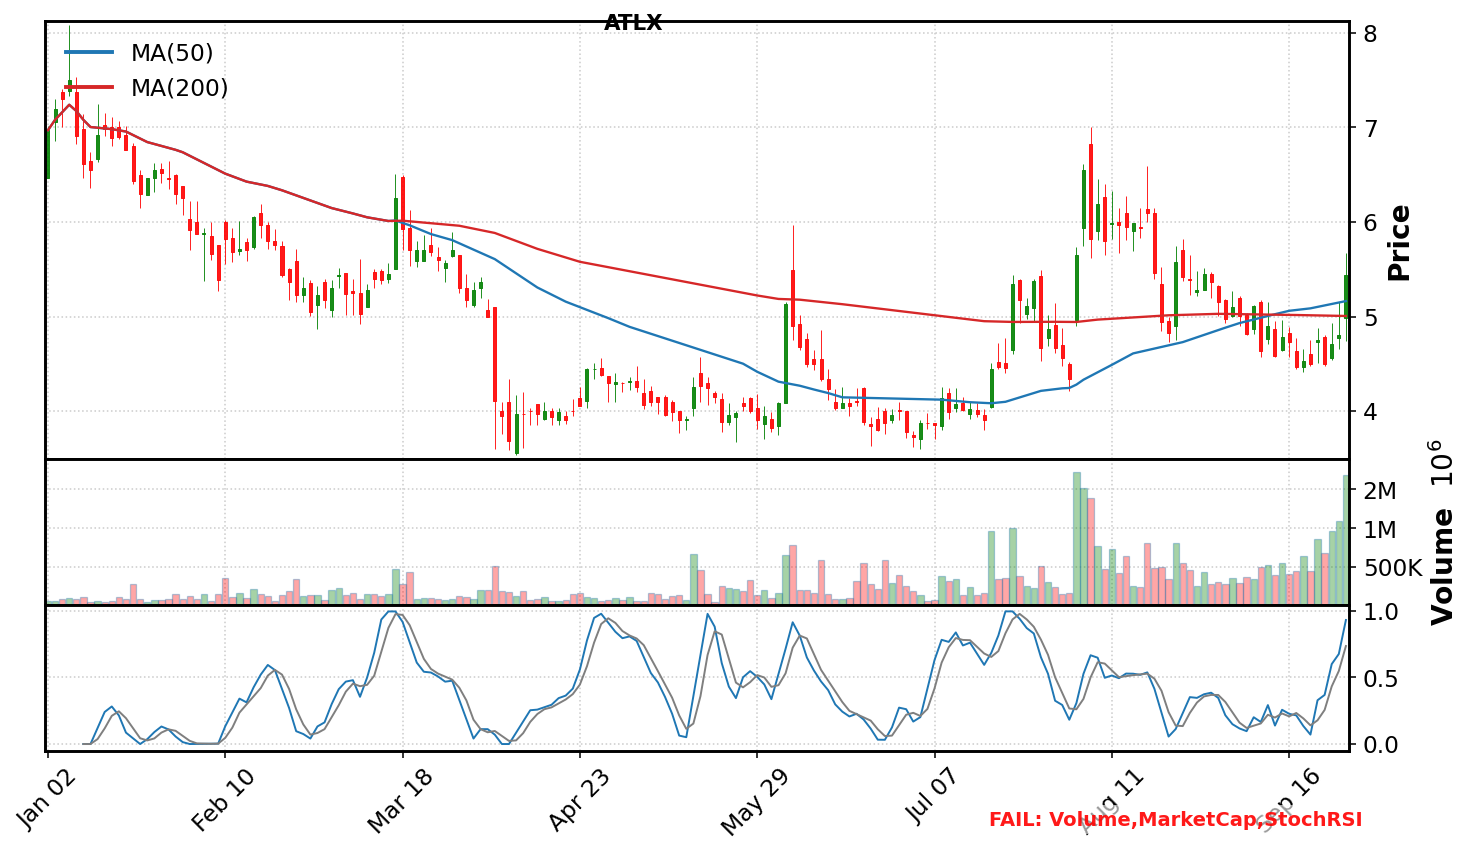 ATLX
MA(50)
MA(200)
8
7
6
5
4
Price
2M
1M
500K
Volume 10^6
1.0
0.5
0.0
Jan 02
Feb 10
Mar 18
Apr 23
May 29
Jul 07
Aug 11
Sep 16
FAIL: Volume,MarketCap,StochRSI